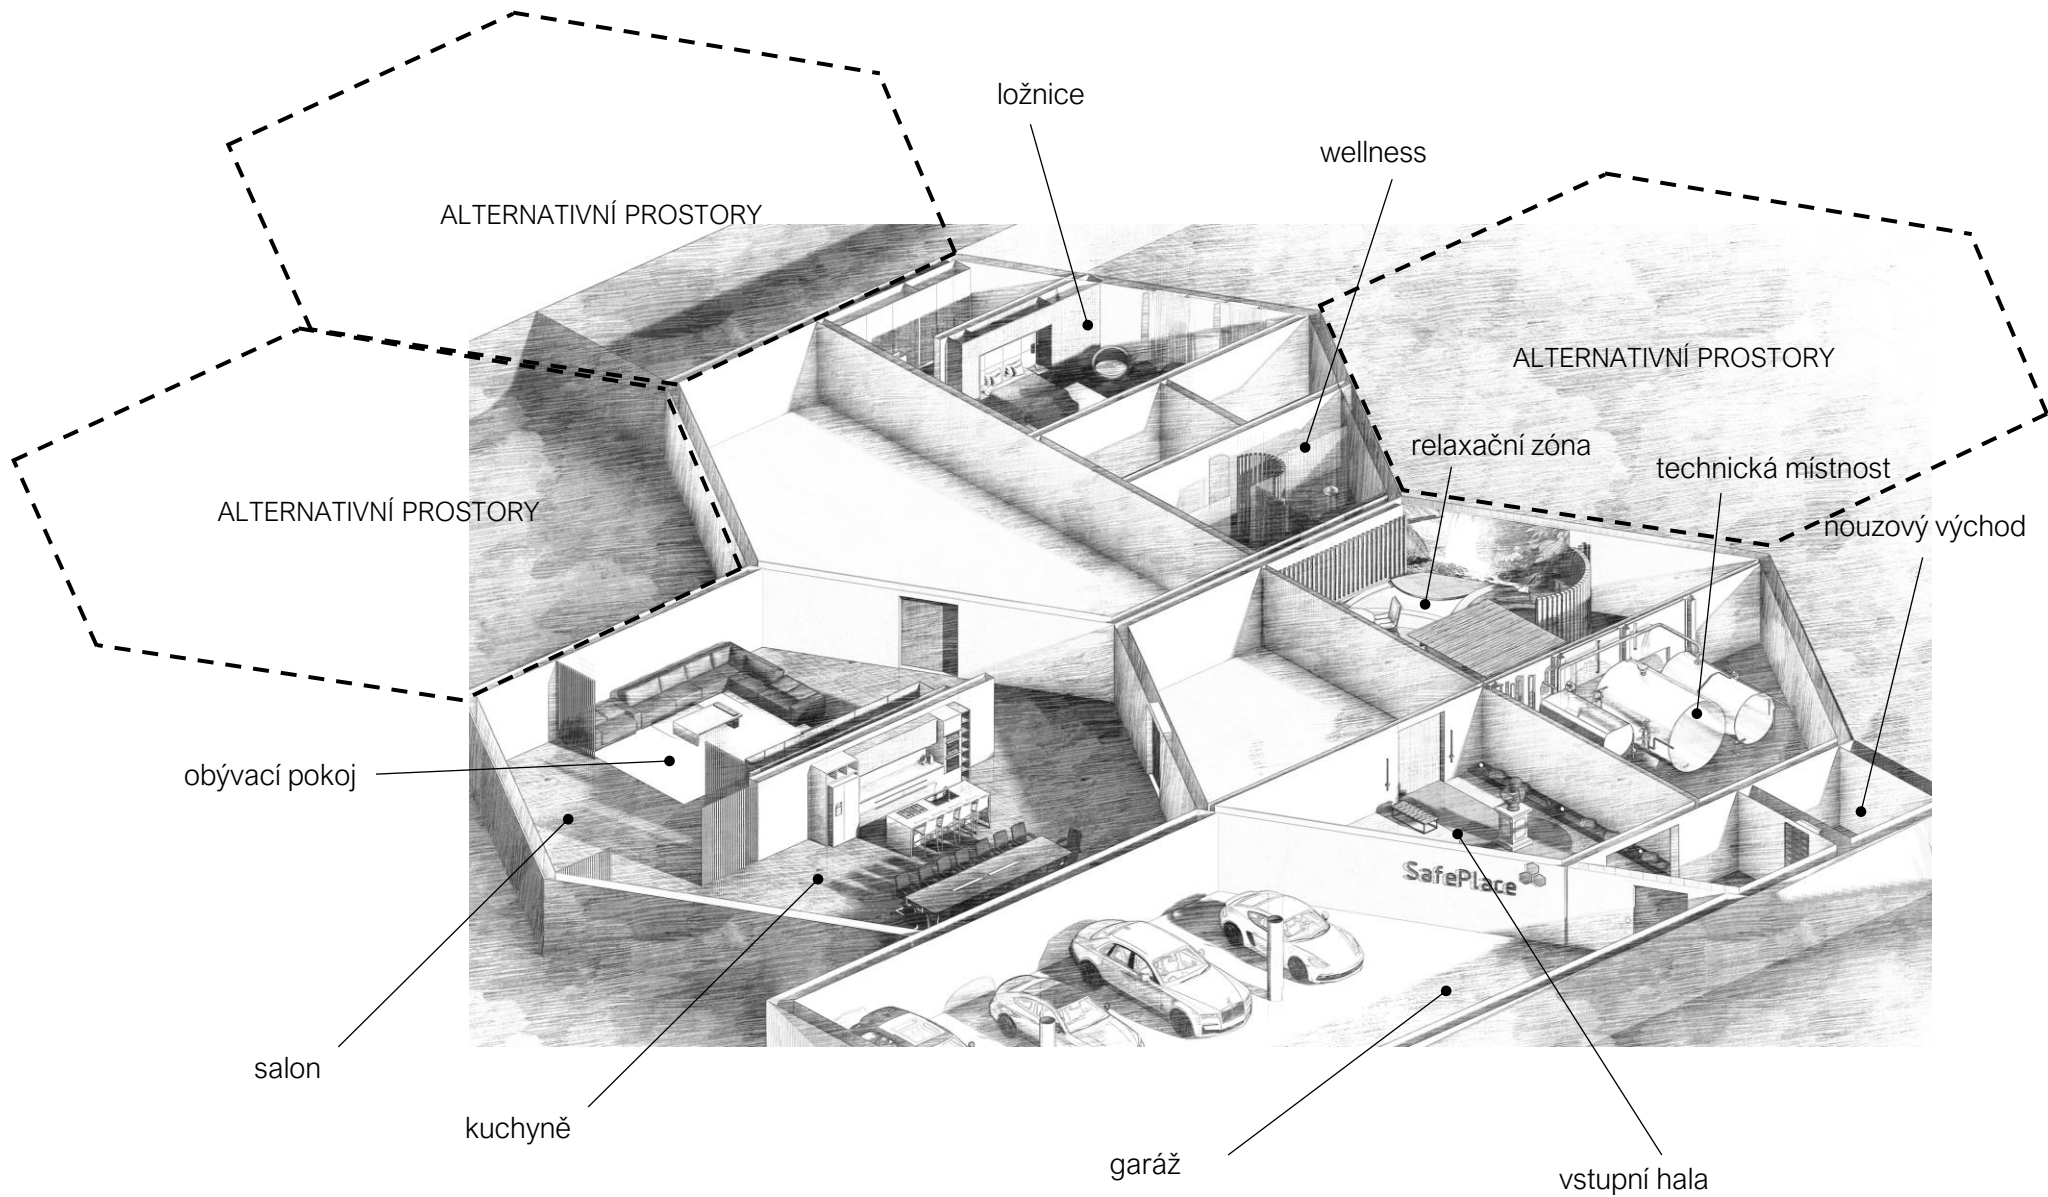 ložnice
wellness
ALTERNATIVNÍ PROSTORY
ALTERNATIVNÍ PROSTORY
relaxační zóna
technická místnost
ALTERNATIVNÍ PROSTORY
nouzový východ
obývací pokoj
SafePlace
salon
kuchyně
garáž
vstupní hala